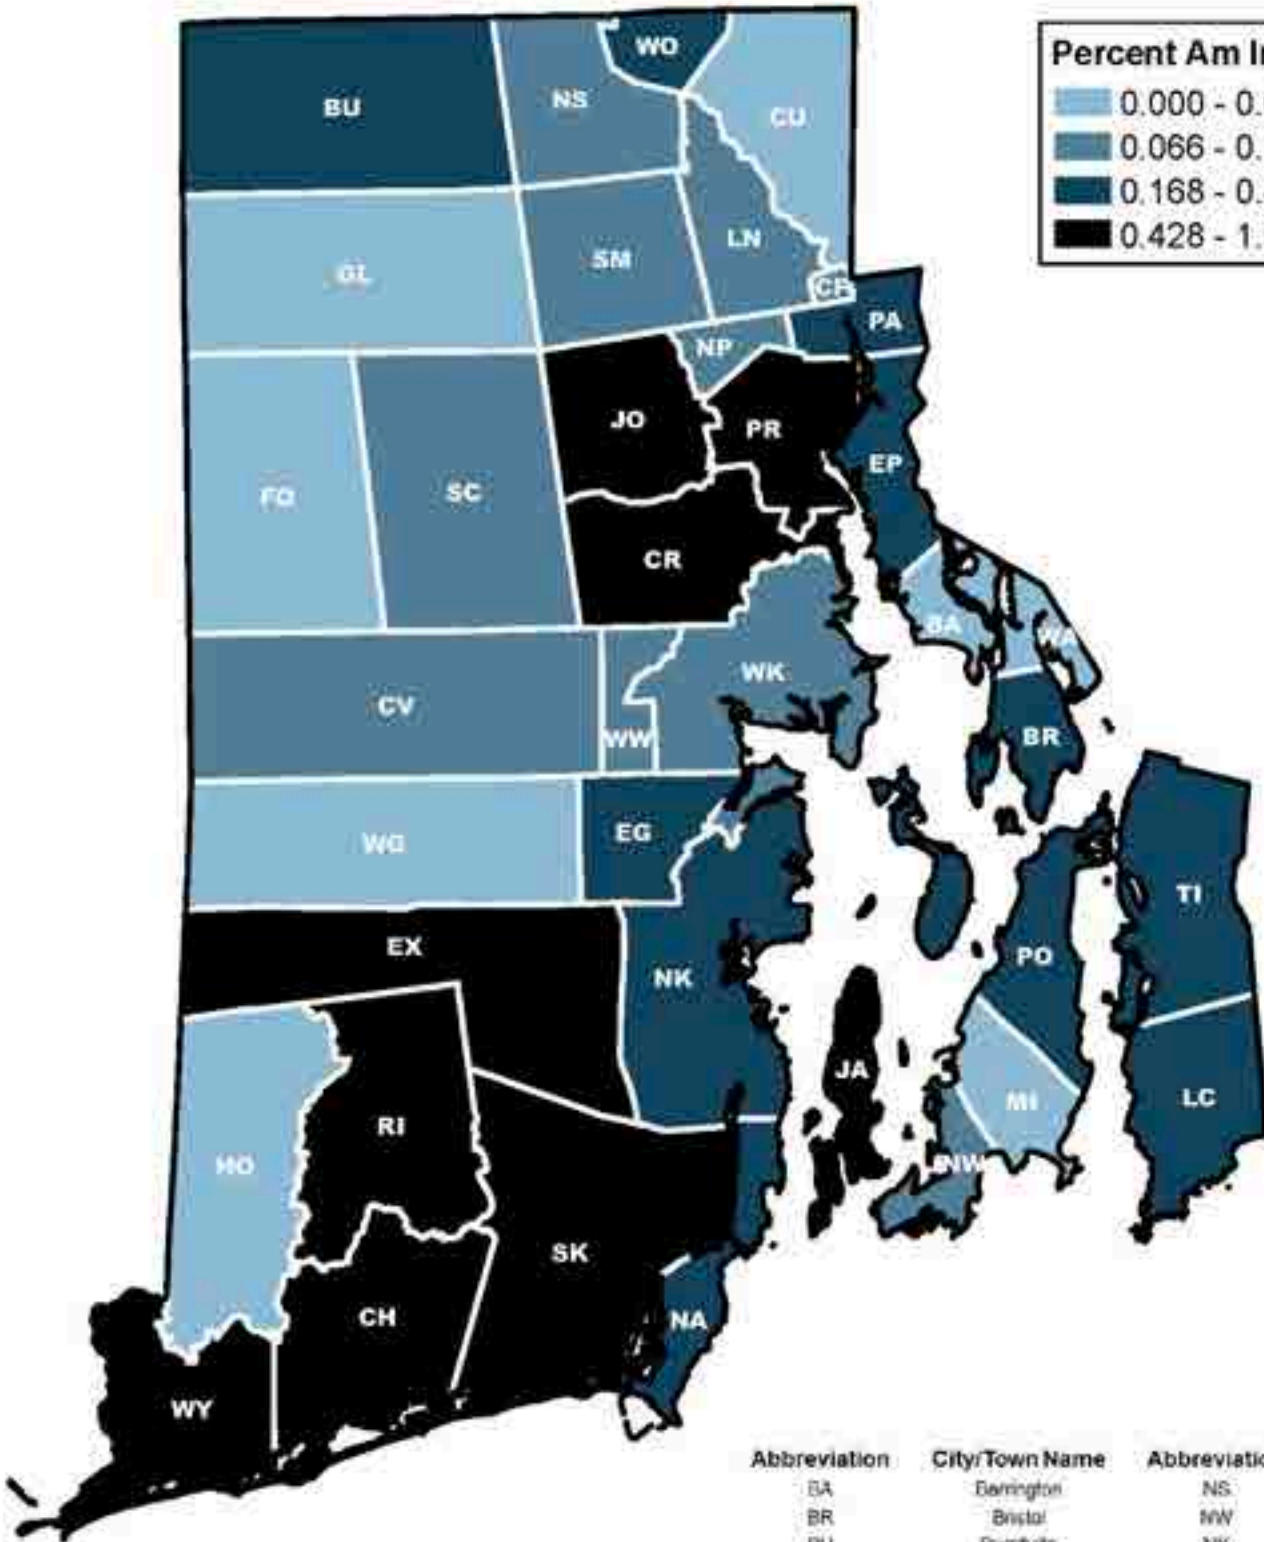 Percent Am I
0.000 - 0.
0.066 - 0.
0.168 - 0.
0.428 - 1.
WO
BU
NS
CU
LN
SM
GL
CF
PA
NP
JO
PR
EP
FO
SC
CR
BA
WA
WK
CV
WW
BR
WG
EG
TI
EX
PO
NK
JA
MI
LC
RI
HO
NW
SK
CH
NA
WY
Abbreviation City/Town Name Abbreviatio
BA Barrington NS
BR Bristol NW